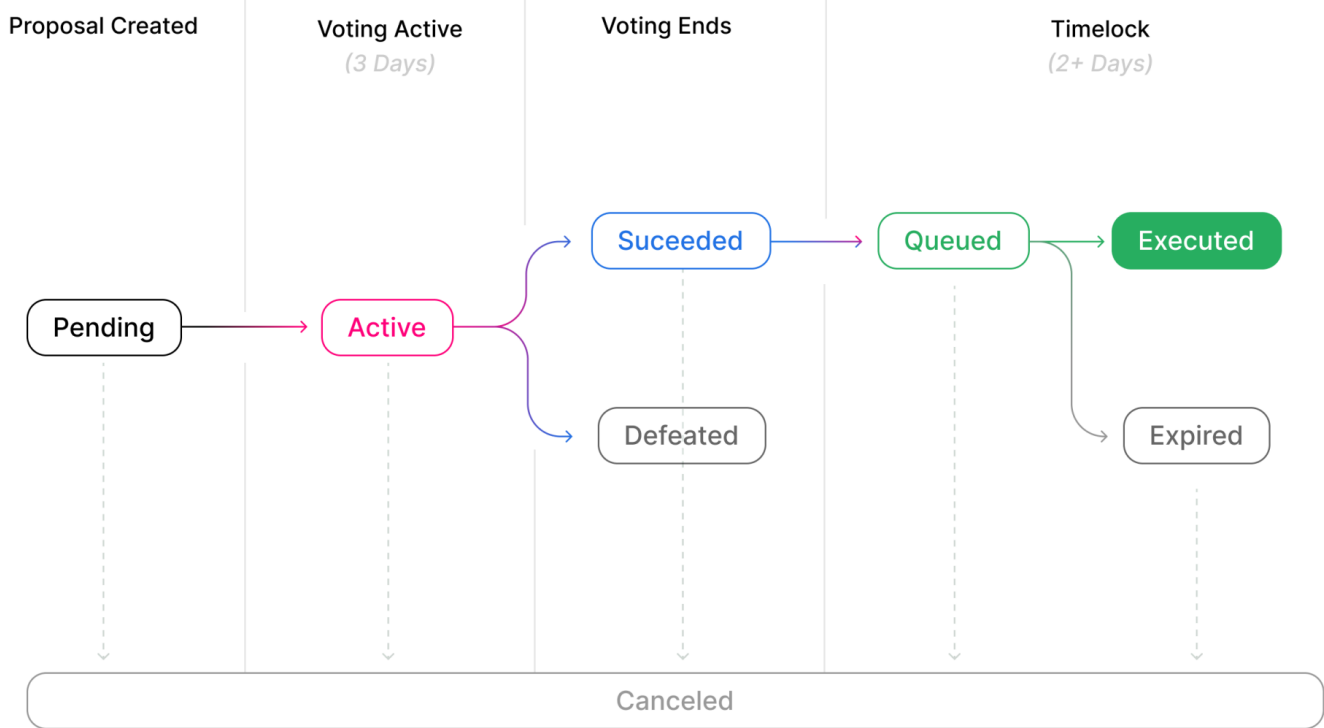 Proposal Created
Voting Active
(3 Days)
Voting Ends
Timelock
(2+ Days)
Suceeded
Queued
Executed
Pending
Active
Defeated
Expired
Canceled